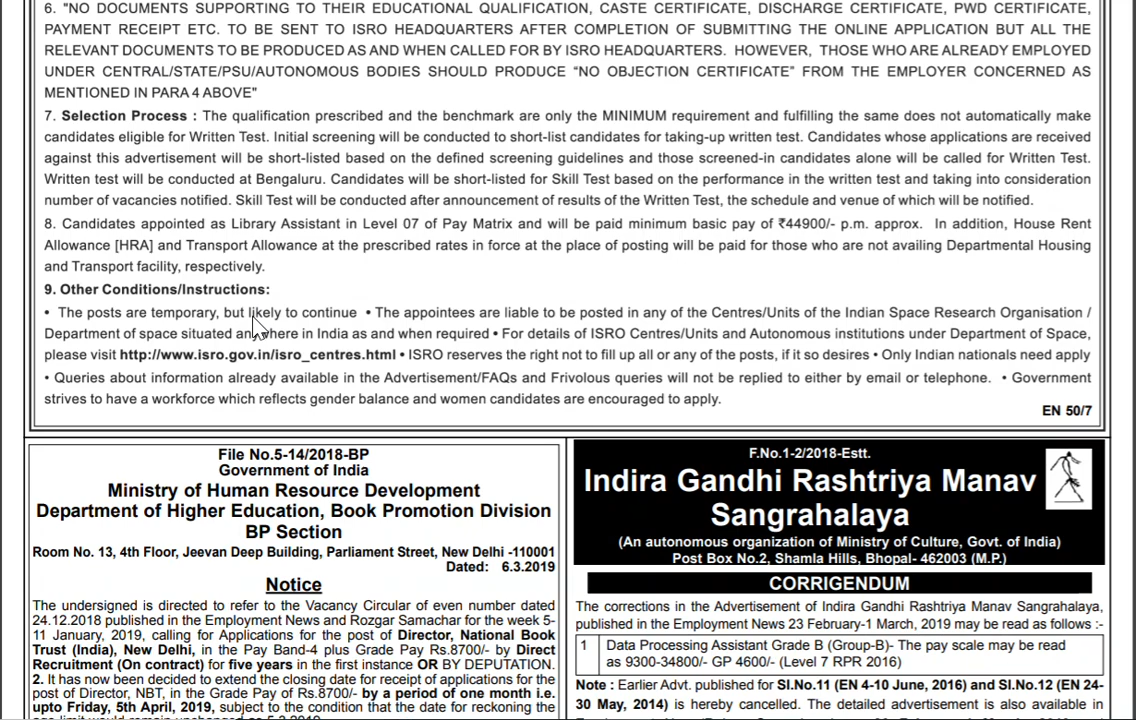 6. "NO DOCUMENTS SUPPORTING TO THEIR EDUCATIONAL QUALIFICATION, CASTE CERTIFICATE, DISCHARGE CERTIFICATE, PWD CERTIFICATE,
PAYMENT RECEIPT ETC. TO BE SENT TO ISRO HEADQUARTERS AFTER COMPLETION OF SUBMITTING THE ONLINE APPLICATION BUT ALL THE
RELEVANT DOCUMENTS TO BE PRODUCED AS AND WHEN CALLED FOR BY ISRO HEADQUARTERS. HOWEVER, THOSE WHO ARE ALREADY EMPLOYED
UNDER CENTRAL/STATE/PSU/AUTONOMOUS BODIES SHOULD PRODUCE "NO OBJECTION CERTIFICATE" FROM THE EMPLOYER CONCERNED AS
MENTIONED IN PARA 4 ABOVE"
7. Selection Process : The qualification prescribed and the benchmark are only the MINIMUM requirement and fulfilling the same does not automatically make
candidates eligible for Written Test. Initial screening will be conducted to short-list candidates for taking-up written test. Candidates whose applications are received
against this advertisement will be short-listed based on the defined screening guidelines and those screened-in candidates alone will be called for Written Test.
Written test will be conducted at Bengaluru. Candidates will be short-listed for Skill Test based on the performance in the written test and taking into consideration
number of vacancies notified. Skill Test will be conducted after announcement of results of the Written Test, the schedule and venue of which will be notified.
8. Candidates appointed as Library Assistant in Level 07 of Pay Matrix and will be paid minimum basic pay of ₹44900/- p.m. approx. In addition, House Rent
Allowance [HRA] and Transport Allowance at the prescribed rates in force at the place of posting will be paid for those who are not availing Departmental Housing
and Transport facility, respectively.
9. Other Conditions/Instructions:
• The posts are temporary, but likely to continue • The appointees are liable to be posted in any of the Centres/Units of the Indian Space Research Organisation /
Department of space situated anywhere in India as and when required • For details of ISRO Centres/Units and Autonomous institutions under Department of Space,
please visit http://www.isro.gov.in/isro_centres.html • ISRO reserves the right not to fill up all or any of the posts, if it so desires • Only Indian nationals need apply
• Queries about information already available in the Advertisement/FAQs and Frivolous queries will not be replied to either by email or telephone. • Government
strives to have a workforce which reflects gender balance and women candidates are encouraged to apply.
EN 50/7
File No.5-14/2018-BP
Government of India
Ministry of Human Resource Development
Department of Higher Education, Book Promotion Division
BP Section
Room No. 13, 4th Floor, Jeevan Deep Building, Parliament Street, New Delhi -110001
Dated: 6.3.2019
Notice
The undersigned is directed to refer to the Vacancy Circular of even number dated
24.12.2018 published in the Employment News and Rozgar Samachar for the week 5-
11 January, 2019, calling for Applications for the post of Director, National Book
Trust (India), New Delhi, in the Pay Band-4 plus Grade Pay Rs.8700/- by Direct
Recruitment (On contract) for five years in the first instance OR BY DEPUTATION.
2. It has now been decided to extend the closing date for receipt of applications for the
post of Director, NBT, in the Grade Pay of Rs.8700/- by a period of one month i.e.
upto Friday, 5th April, 2019, subject to the condition that the date for reckoning the
age limit would remain unchanged as 5.3.2019
F.No.1-2/2018-Estt.
Indira Gandhi Rashtriya Manav
Sangrahalaya
(An autonomous organization of Ministry of Culture, Govt. of India)
Post Box No.2, Shamla Hills, Bhopal- 462003 (M.P.)
CORRIGENDUM
The corrections in the Advertisement of Indira Gandhi Rashtriya Manav Sangrahalaya,
published in the Employment News 23 February-1 March, 2019 may be read as follows :-
1 Data Processing Assistant Grade B (Group-B)- The pay scale may be read
as 9300-34800/- GP 4600/- (Level 7 RPR 2016)
Note : Earlier Advt. published for Sl.No.11 (EN 4-10 June, 2016) and Sl.No.12 (EN 24-
30 May, 2014) is hereby cancelled. The detailed advertisement is also available in